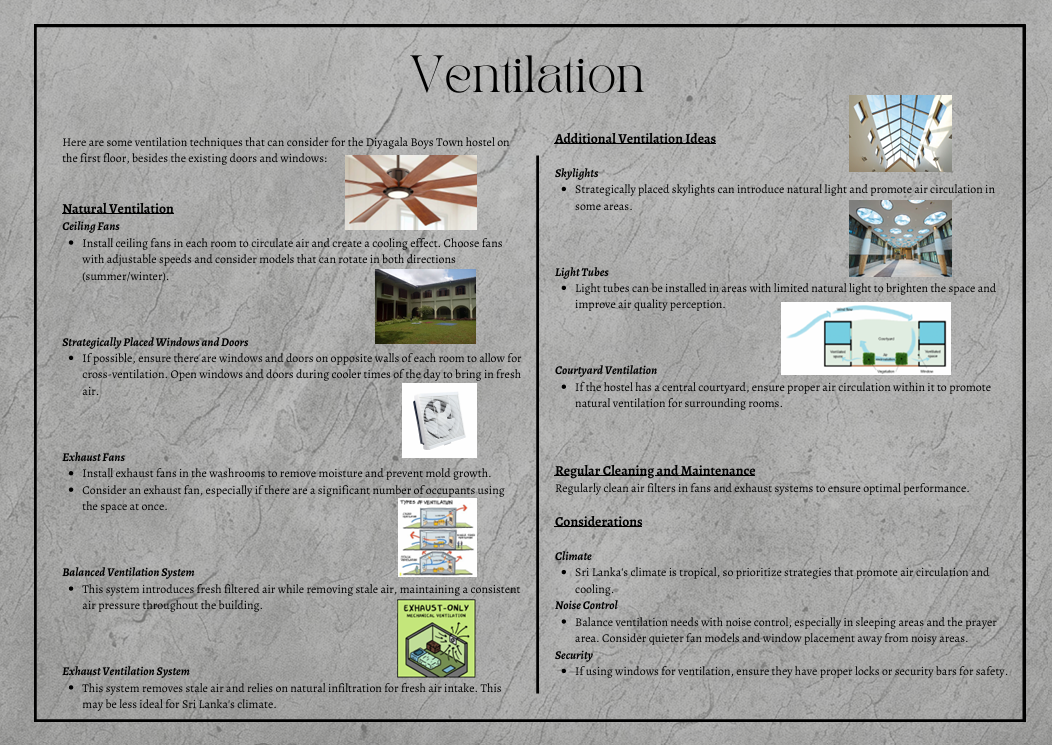 Ventilation
Here are some ventilation techniques that can consider for the Diyagala Boys Town hostel on
the first floor, besides the existing doors and windows:
Natural Ventilation
Ceiling Fans
• Install ceiling fans in each room to circulate air and create a cooling effect. Choose fans
with adjustable speeds and consider models that can rotate in both directions
(summer/winter).
Strategically Placed Windows and Doors
• If possible, ensure there are windows and doors on opposite walls of each room to allow for
cross-ventilation. Open windows and doors during cooler times of the day to bring in fresh
air.
Exhaust Fans
• Install exhaust fans in the washrooms to remove moisture and prevent mold growth.
• Consider an exhaust fan, especially if there are a significant number of occupants using
the space at once.
TYPES OF VENTILATION
Balanced Ventilation System
• This system introduces fresh filtered air while removing stale air, maintaining a consistent
air pressure throughout the building.
EXHAUST-ONLY
MECHANICAL VENTILATION
Exhaust Ventilation System
• This system removes stale air and relies on natural infiltration for fresh air intake. This
may be less ideal for Sri Lanka's climate.
Additional Ventilation Ideas
Skylights
• Strategically placed skylights can introduce natural light and promote air circulation in
some areas.
Light Tubes
• Light tubes can be installed in areas with limited natural light to brighten the space and
improve air quality perception.
Courtyard
Courtyard Ventilation
• If the hostel has a central courtyard, ensure proper air circulation within it to promote
natural ventilation for surrounding rooms.
Regular Cleaning and Maintenance
Regularly clean air filters in fans and exhaust systems to ensure optimal performance.
Considerations
Climate
• Sri Lanka's climate is tropical, so prioritize strategies that promote air circulation and
cooling.
Noise Control
• Balance ventilation needs with noise control, especially in sleeping areas and the prayer
area. Consider quieter fan models and window placement away from noisy areas.
Security
• If using windows for ventilation, ensure they have proper locks or security bars for safety.